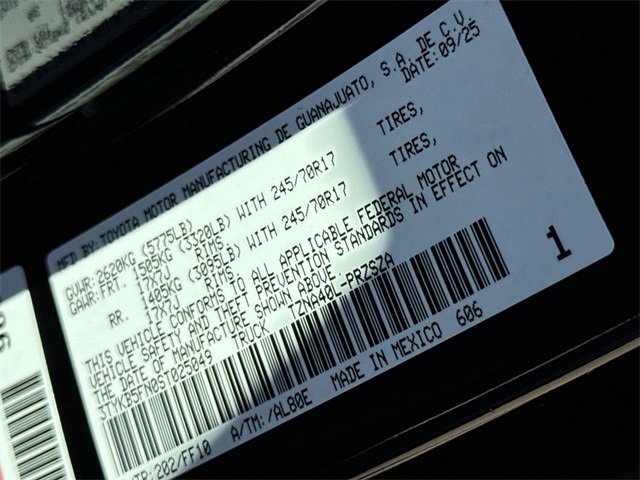 MFD BY: TOYOTA MOTOR MANUFACTURING DE GUANAJUATO, S.A. DE C.V.
DATE: 09/25
GVWR: 2620KG (5775LB)
GAWR: FRT. 1505KG (3320LB) WITH 245/70R17 TIRES,
17X7J RIMS,
RR. 1405KG (3095LB) WITH 245/70R17 TIRES,
17X7J RIMS,
THIS VEHICLE CONFORMS TO ALL APPLICABLE FEDERAL MOTOR
VEHICLE SAFETY AND THEFT PREVENTION STANDARDS IN EFFECT ON
THE DATE OF MANUFACTURE SHOWN ABOVE.
TRUCK TZNA40L-PRZSZA
1
C/TR: 202/FF10 A/TM: /AL80E MADE IN MEXICO 606